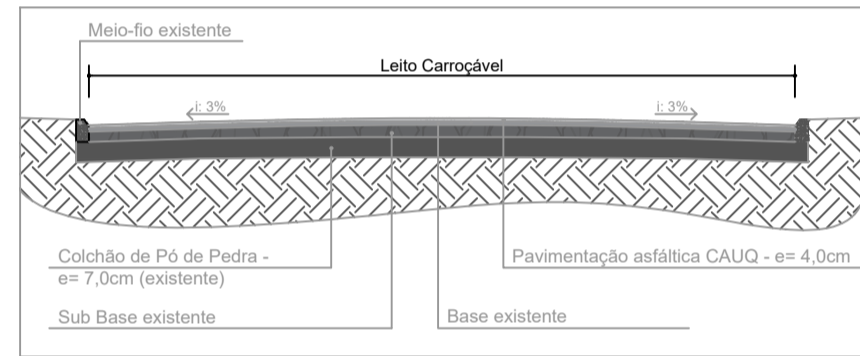 Meio-fio existente
Leito Carroçável
i: 3%
i: 3%
Colchão de Pó de Pedra -
e= 7,0cm (existente)
Pavimentação asfáltica CAUQ - e= 4,0cm
Sub Base existente
Base existente